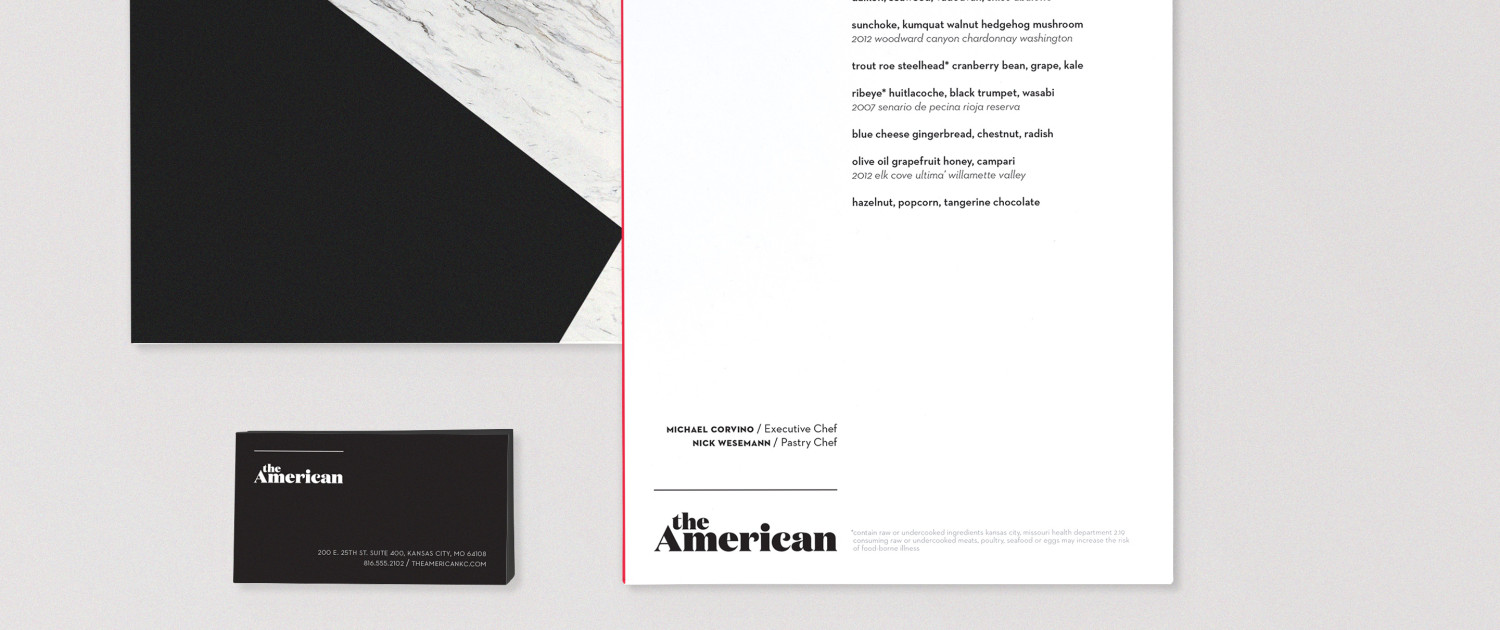 sunchoke, kumquat walnut hedgehog mushroom
2012 woodward canyon chardonnay washington
trout roe steelhead* cranberry bean, grape, kale
ribeye* huitlacoche, black trumpet, wasabi
2007 senario de pecina rioja reserva
blue cheese gingerbread, chestnut, radish
olive oil grapefruit honey, campari
2012 elk cove ultima' willamette valley
hazelnut, popcorn, tangerine chocolate
MICHAEL CORVINO / Executive Chef
NICK WESEMANN / Pastry Chef
the
American
*contain raw or undercooked ingredients kansas city, missouri health department 2.19
consuming raw or undercooked meats, poultry, seafood or eggs may increase the risk
of food-borne illness
the
American
200 E. 25TH ST. SUITE 400, KANSAS CITY, MO 64108
816.555.2102 / THEAMERICANKC.COM